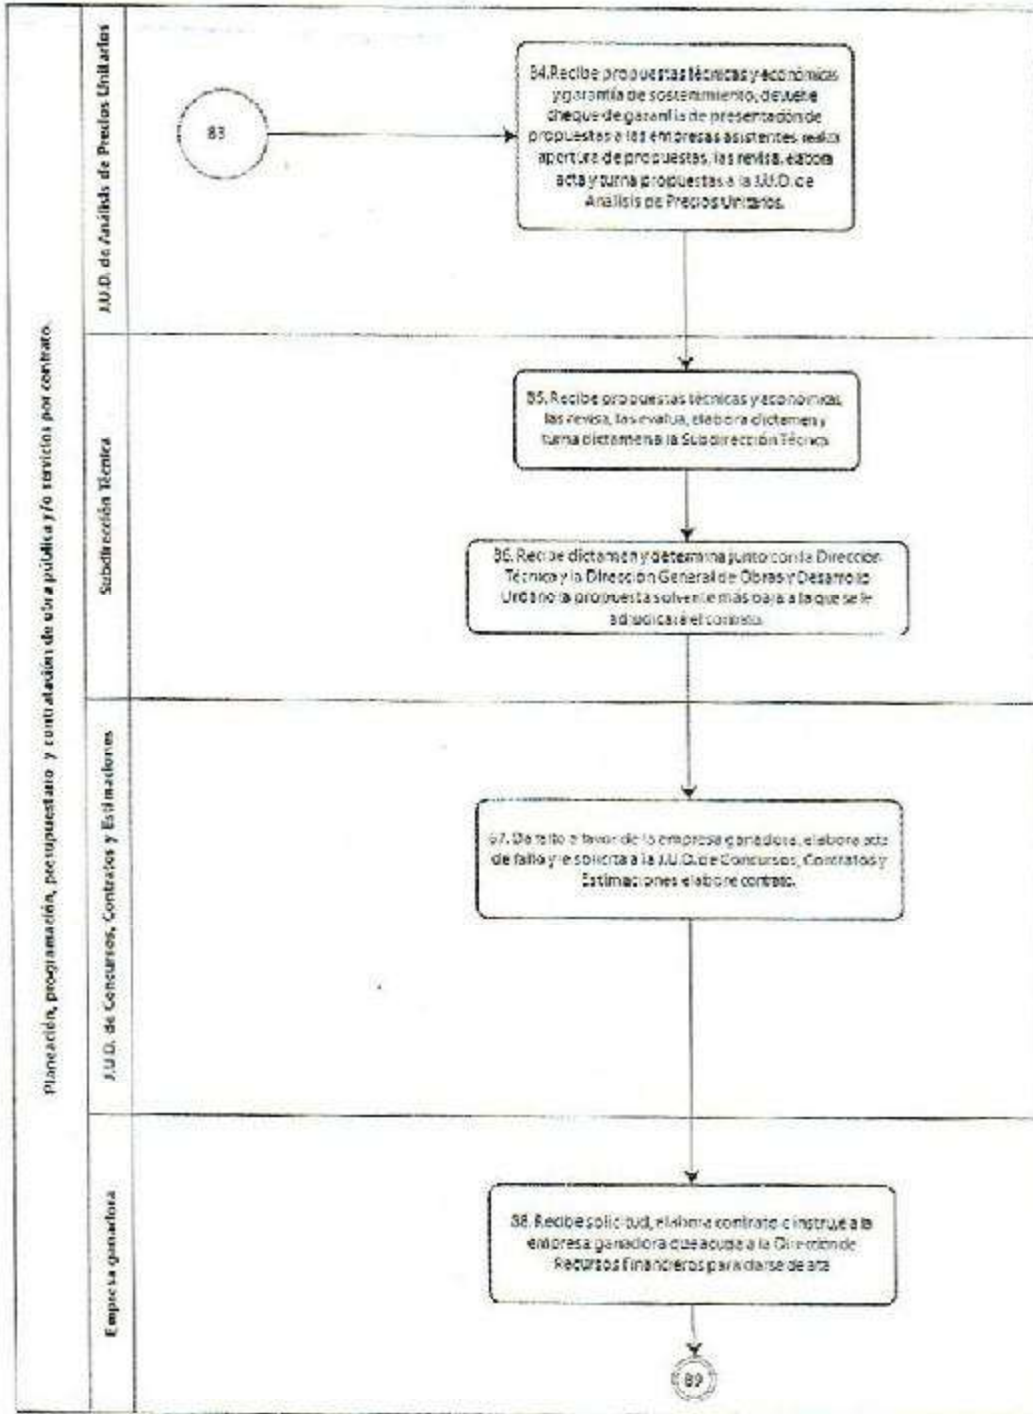 Planeación, programación, presupuestario y contratación de obra pública y/o servicios por contrato.
J.U.D. de Análisis de Precios Unitarios
83
84. Recibe propuestas técnicas y económicas
y garantía de sostenimiento, devuelve
cheque de garantía de presentación de
propuestas a las empresas asistentes, realiza
apertura de propuestas, las revisa, elabora
acta y turna propuestas a la J.U.D. de
Análisis de Precios Unitarios.
Subdirección Técnica
85. Recibe propuestas técnicas y económicas,
las revisa, las evalua, elabora dictamen y
turna dictamen a la Subdirección Técnica
86. Recibe dictamen y determina junto con la Dirección
Técnica y la Dirección General de Obras y Desarrollo
Urbano la propuesta solvente más baja a la que se le
adjudicará el contrato.
J.U.D. de Concursos, Contratos y Estimaciones
87. Da fallo a favor de la empresa ganadora, elabora acta
de fallo y le solicita a la J.U.D. de Concursos, Contratos y
Estimaciones elabore contrato.
Empresa ganadora
88. Recibe solicitud, elabora contrato e instruye a la
empresa ganadora que acuda a la Dirección de
Recursos Financieros para darse de alta
89